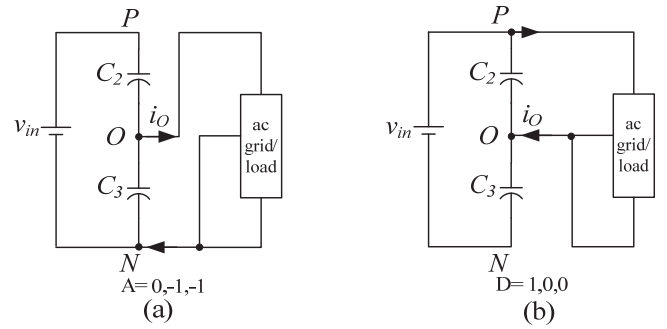 P
C2
iO
vin
O
ac
grid/
load
C3
N
A= 0,-1,-1
(a)
P
C2
iO
vin
O
ac
grid/
load
C3
N
D= 1,0,0
(b)